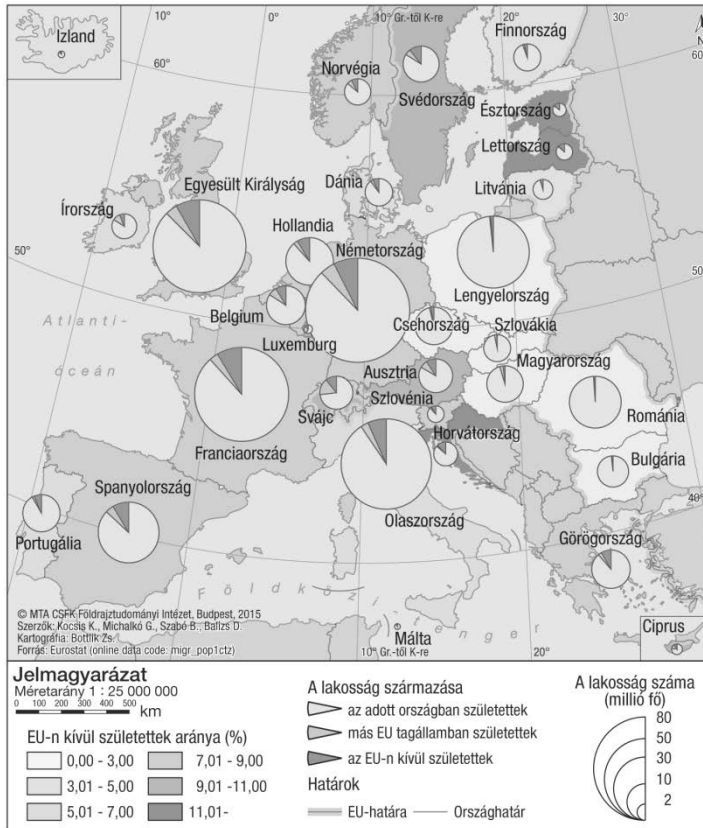 10°
0°
10° Gr.-től K-re
20°
30°
Izland
60°
Finnország
N
60°
Norvégia
Svédország
Észtország
Lettország
Egyesült Királyság
Dánia
Litvánia
Írország
Hollandia
Németország
50°
50°
Lengyelország
Belgium
Csehország
Atlanti-
óceán
Luxemburg
Szlovákia
Magyarország
Ausztria
Szlovénia
Svájc
Románia
Franciaország
Horvátország
Bulgária
Spanyolország
Olaszország
40°
Portugália
Görögország
Földközi-tenger
© MTA CSFK Földrajztudományi Intézet, Budapest, 2015
Szerzők: Kocsis K., Michalkó G., Szabó B., Balizs D.
Kartográfia: Bottlik Zs.
Forrás: Eurostat (online data code: migr_pop1ctz)
Málta
Ciprus
10° Gr.-től K-re
20°
Jelmagyarázat
Méretarány 1 : 25 000 000
0 100 200 300 400 500
km
EU-n kívül születettek aránya (%)
0,00 - 3,00
7,01 - 9,00
3,01 - 5,00
9,01 -11,00
5,01 - 7,00
11,01-
A lakosság származása
az adott országban születettek
más EU tagállamban születettek
az EU-n kívül születettek
Határok
EU-határa
Országhatár
A lakosság száma
(millió fő)
80
50
30
10
2